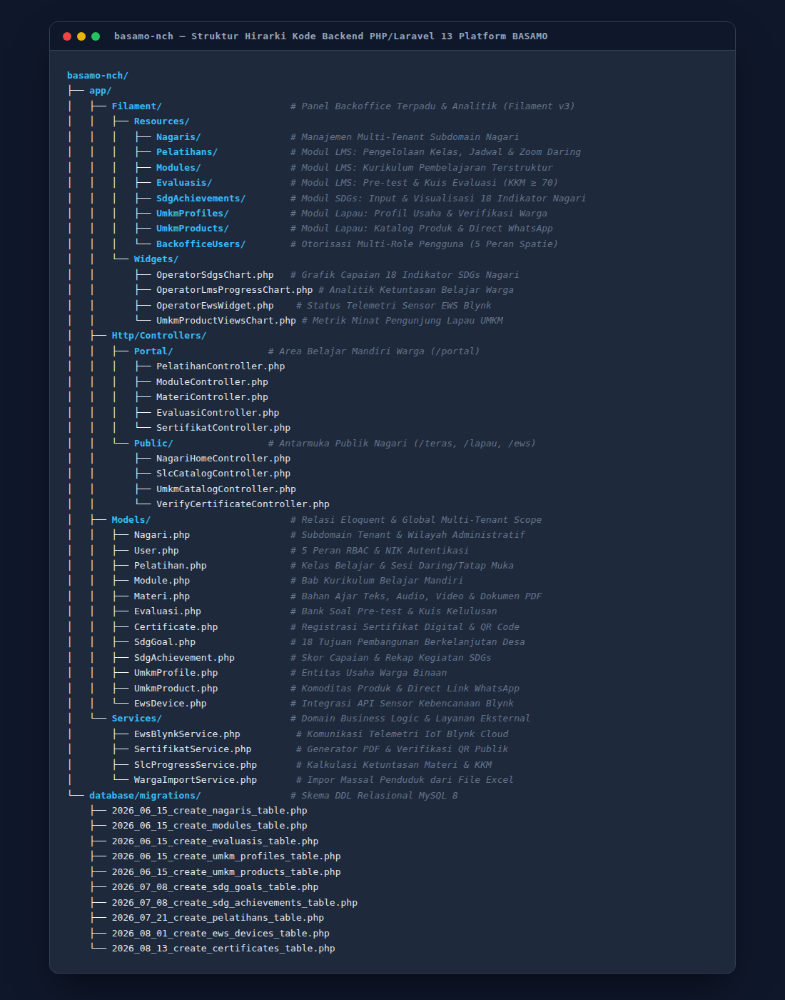 basamo-nch — Struktur Hirarki Kode Backend PHP/Laravel 13 Platform BASAMO
basamo-nch/
├── app/
│   ├── Filament/                       # Panel Backoffice Terpadu & Analitik (Filament v3)
│   │   ├── Resources/
│   │   │   ├── Nagaris/                # Manajemen Multi-Tenant Subdomain Nagari
│   │   │   ├── Pelatihans/             # Modul LMS: Pengelolaan Kelas, Jadwal & Zoom Daring
│   │   │   ├── Modules/                # Modul LMS: Kurikulum Pembelajaran Terstruktur
│   │   │   ├── Evaluasis/              # Modul LMS: Pre-test & Kuis Evaluasi (KKM ≥ 70)
│   │   │   ├── SdgAchievements/        # Modul SDGs: Input & Visualisasi 18 Indikator Nagari
│   │   │   ├── UmkmProfiles/           # Modul Lapau: Profil Usaha & Verifikasi Warga
│   │   │   ├── UmkmProducts/           # Modul Lapau: Katalog Produk & Direct WhatsApp
│   │   │   └── BackofficeUsers/        # Otorisasi Multi-Role Pengguna (5 Peran Spatie)
│   │   └── Widgets/
│   │       ├── OperatorSdgsChart.php   # Grafik Capaian 18 Indikator SDGs Nagari
│   │       ├── OperatorLmsProgressChart.php # Analitik Ketuntasan Belajar Warga
│   │       ├── OperatorEwsWidget.php    # Status Telemetri Sensor EWS Blynk
│   │       └── UmkmProductViewsChart.php # Metrik Minat Pengunjung Lapau UMKM
│   ├── Http/Controllers/
│   │   ├── Portal/                 # Area Belajar Mandiri Warga (/portal)
│   │   │   ├── PelatihanController.php
│   │   │   ├── ModuleController.php
│   │   │   ├── MateriController.php
│   │   │   ├── EvaluasiController.php
│   │   │   └── SertifikatController.php
│   │   └── Public/                 # Antarmuka Publik Nagari (/teras, /lapau, /ews)
│   │       ├── NagariHomeController.php
│   │       ├── SlcCatalogController.php
│   │       ├── UmkmCatalogController.php
│   │       └── VerifyCertificateController.php
│   ├── Models/                         # Relasi Eloquent & Global Multi-Tenant Scope
│   │   ├── Nagari.php                  # Subdomain Tenant & Wilayah Administratif
│   │   ├── User.php                    # 5 Peran RBAC & NIK Autentikasi
│   │   ├── Pelatihan.php               # Kelas Belajar & Sesi Daring/Tatap Muka
│   │   ├── Module.php                  # Bab Kurikulum Belajar Mandiri
│   │   ├── Materi.php                  # Bahan Ajar Teks, Audio, Video & Dokumen PDF
│   │   ├── Evaluasi.php                # Bank Soal Pre-test & Kuis Kelulusan
│   │   ├── Certificate.php             # Registrasi Sertifikat Digital & QR Code
│   │   ├── SdgGoal.php                 # 18 Tujuan Pembangunan Berkelanjutan Desa
│   │   ├── SdgAchievement.php          # Skor Capaian & Rekap Kegiatan SDGs
│   │   ├── UmkmProfile.php             # Entitas Usaha Warga Binaan
│   │   ├── UmkmProduct.php             # Komoditas Produk & Direct Link WhatsApp
│   │   └── EwsDevice.php               # Integrasi API Sensor Kebencanaan Blynk
│   └── Services/                       # Domain Business Logic & Layanan Eksternal
│       ├── EwsBlynkService.php          # Komunikasi Telemetri IoT Blynk Cloud
│       ├── SertifikatService.php        # Generator PDF & Verifikasi QR Publik
│       ├── SlcProgressService.php       # Kalkulasi Ketuntasan Materi & KKM
│       └── WargaImportService.php       # Impor Massal Penduduk dari File Excel
└── database/migrations/                # Skema DDL Relasional MySQL 8
    ├── 2026_06_15_create_nagaris_table.php
    ├── 2026_06_15_create_modules_table.php
    ├── 2026_06_15_create_evaluasis_table.php
    ├── 2026_06_15_create_umkm_profiles_table.php
    ├── 2026_06_15_create_umkm_products_table.php
    ├── 2026_07_08_create_sdg_goals_table.php
    ├── 2026_07_08_create_sdg_achievements_table.php
    ├── 2026_07_21_create_pelatihans_table.php
    ├── 2026_08_01_create_ews_devices_table.php
    └── 2026_08_13_create_certificates_table.php